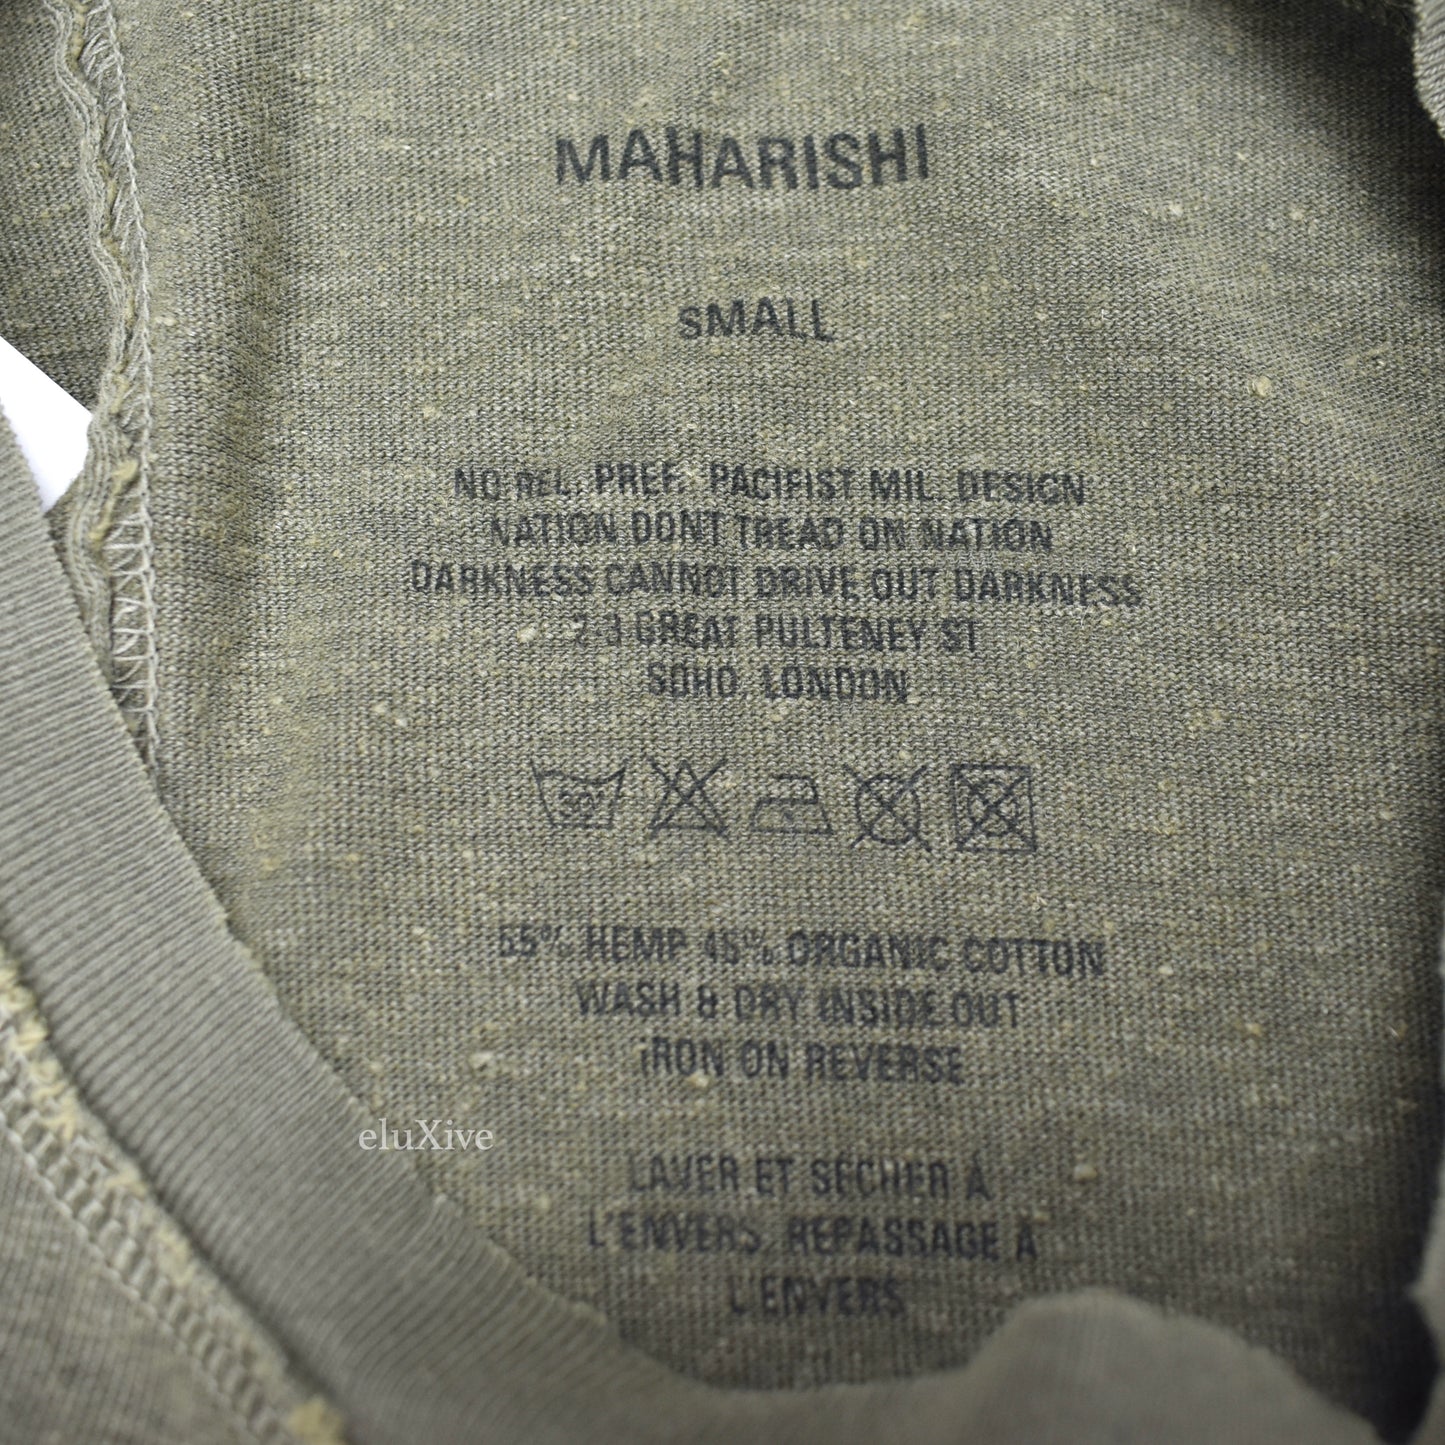 MAHARISHI
SMALL
NO REL. PREF. PACIFIST MIL. DESIGN
NATION DONT TREAD ON NATION
DARKNESS CANNOT DRIVE OUT DARKNESS
2-3 GREAT PULTENEY ST
SOHO, LONDON
30°
55% HEMP 45% ORGANIC COTTON
WASH & DRY INSIDE OUT
IRON ON REVERSE
eluXive
LAVER ET SÉCHER À
L'ENVERS, REPASSAGE À
L'ENVERS